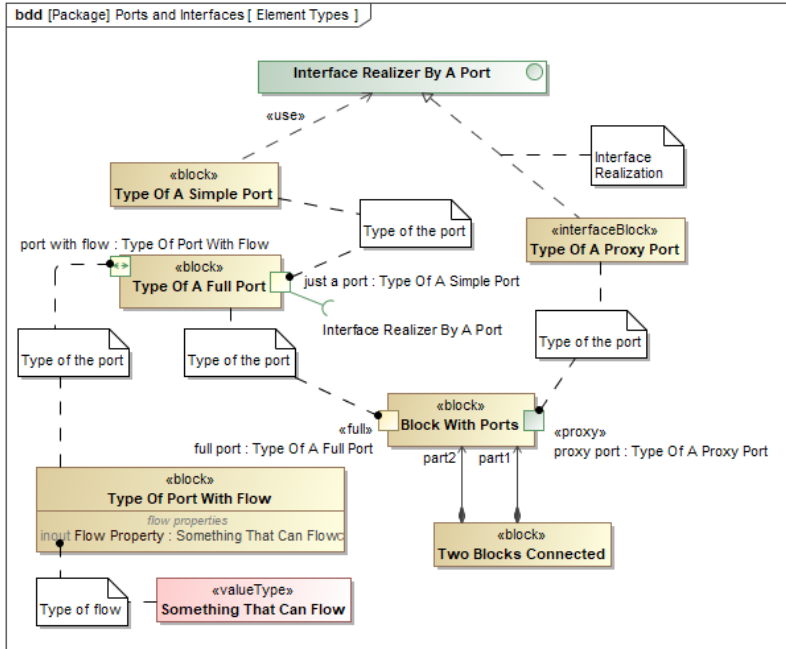 bdd [Package] Ports and Interfaces [ Element Types ]
Interface Realizer By A Port
«use»
Interface
Realization
«block»
Type Of A Simple Port
Type of the port
«interfaceBlock»
Type Of A Proxy Port
port with flow : Type Of Port With Flow
«block»
Type Of A Full Port
just a port : Type Of A Simple Port
Interface Realizer By A Port
Type of the port
Type of the port
Type of the port
«block»
Block With Ports
«full»
full port : Type Of A Full Port
«proxy»
proxy port : Type Of A Proxy Port
part2
part1
«block»
Type Of Port With Flow
flow properties
inout Flow Property : Something That Can Flow
«block»
Two Blocks Connected
Type of flow
«valueType»
Something That Can Flow